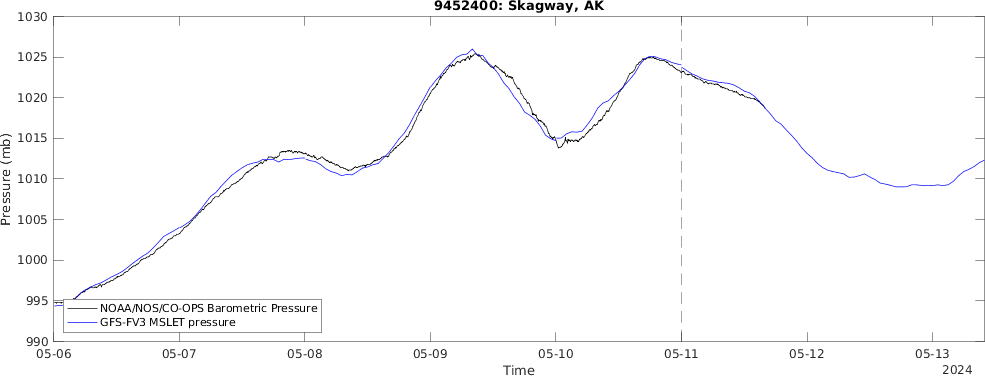 9452400: Skagway, AK
Pressure (mb)
1030
1025
1020
1015
1010
1005
1000
995
990
NOAA/NOS/CO-OPS Barometric Pressure
GFS-FV3 MSLET pressure
05-06 05-07 05-08 05-09 05-10 05-11 05-12 05-13
Time
2024